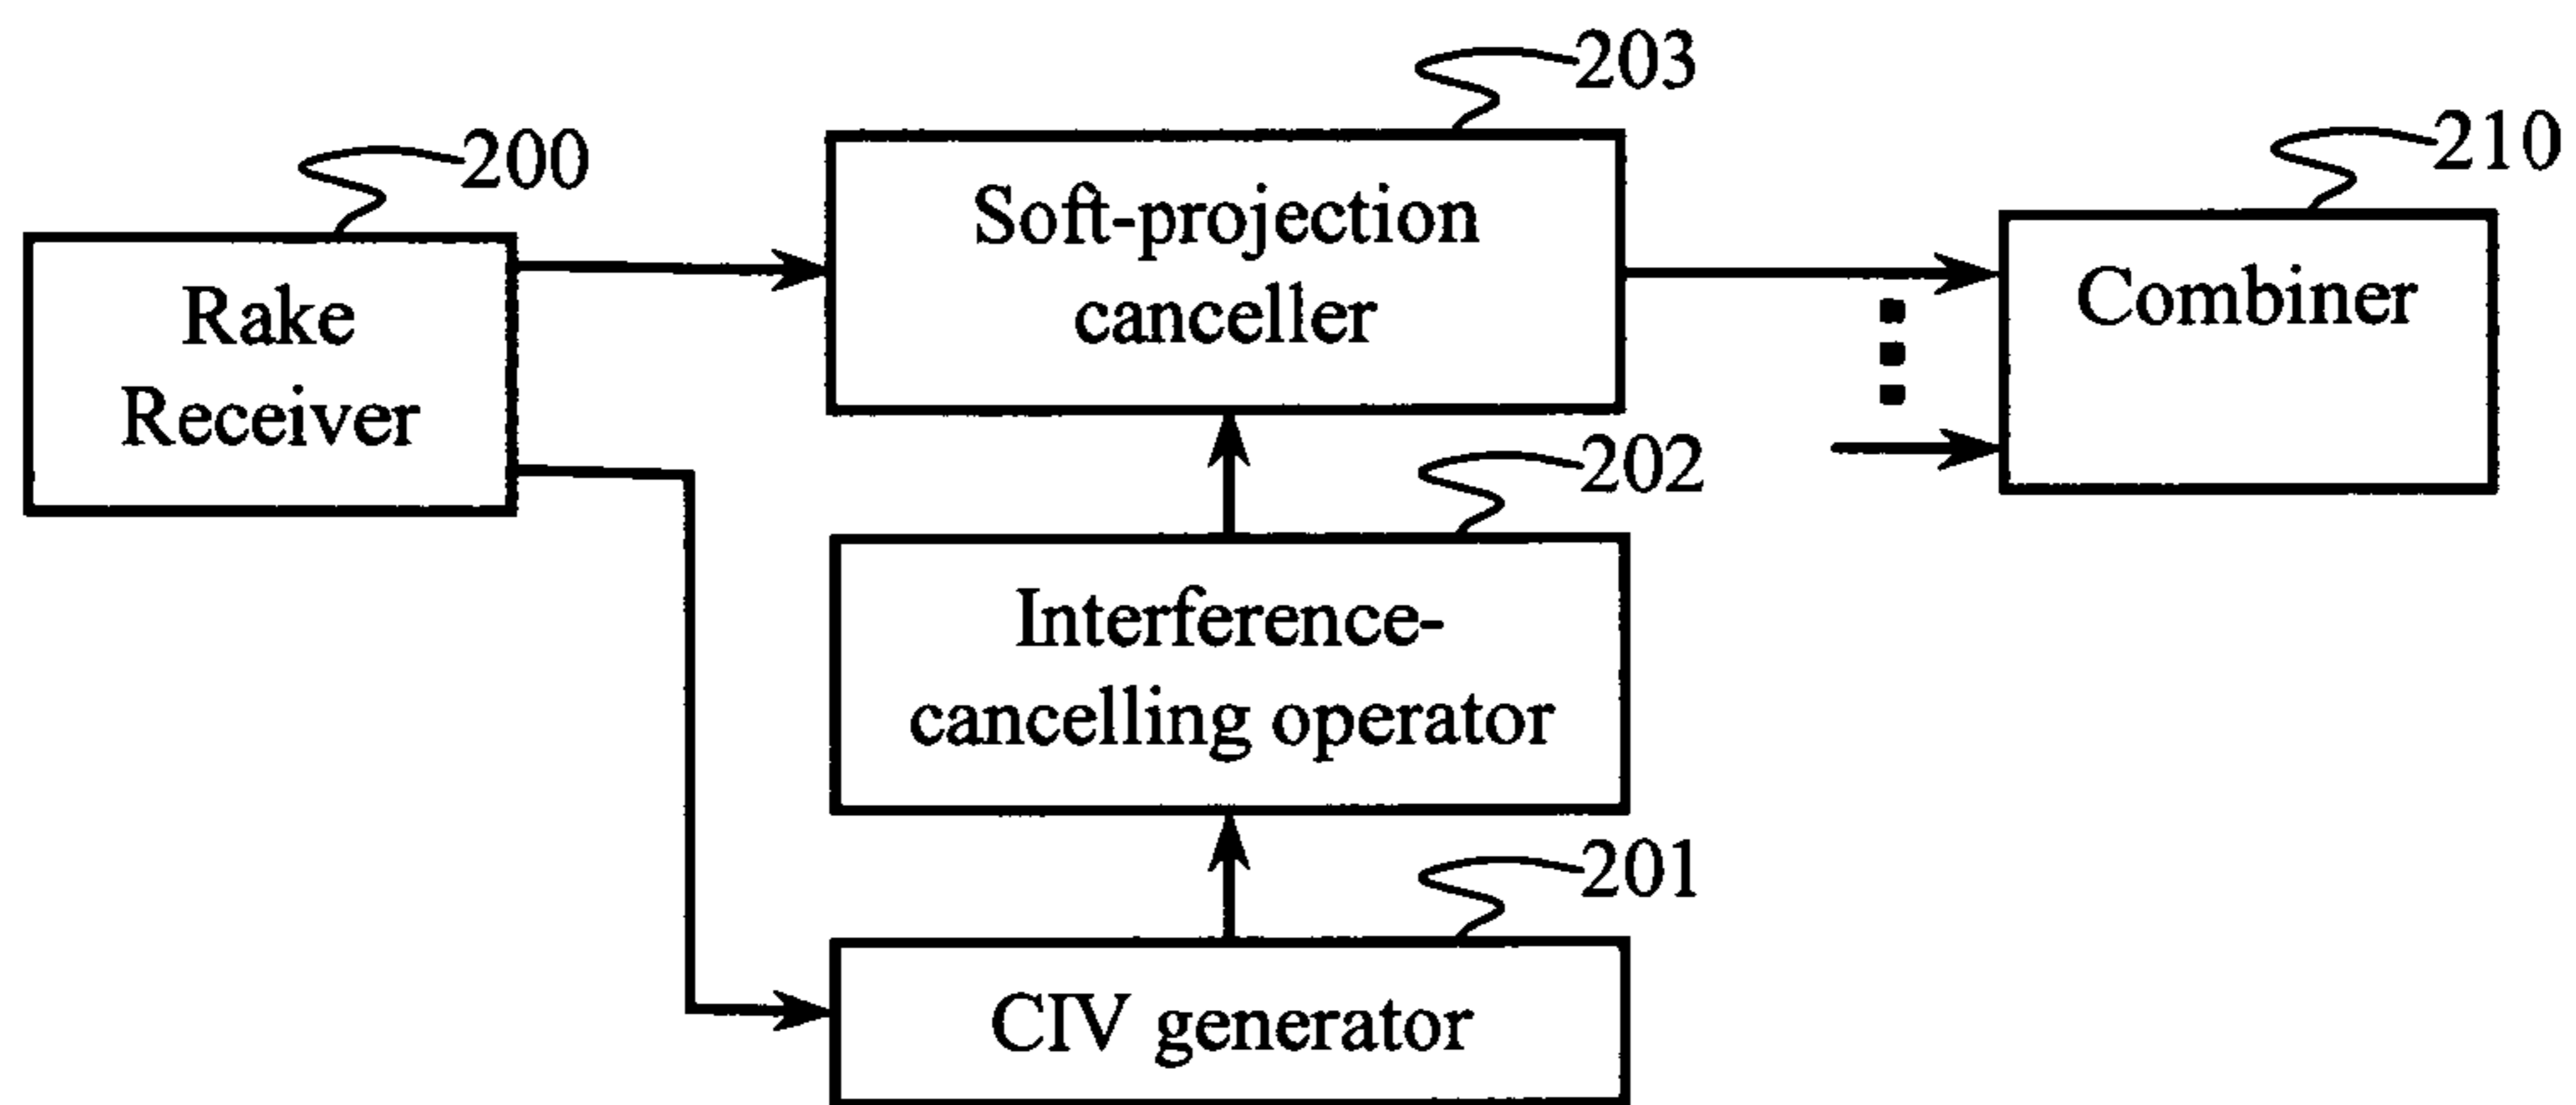 203
200
210
Soft-projection
canceller
Rake
Receiver
Combiner
202
Interference-
cancelling operator
201
CIV generator